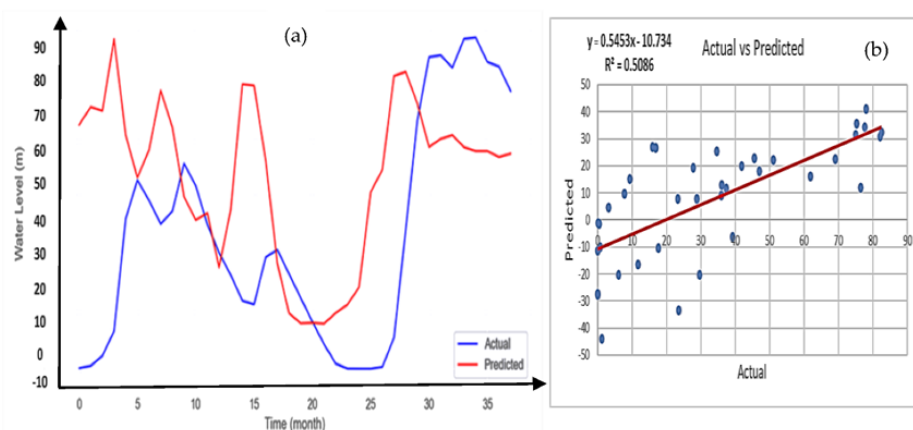 (a)
Water Level (m)
90
80
70
60
50
40
30
20
10
0
-10
0 5 10 15 20 25 30 35
Time (month)
Actual
Predicted
y = 0.5453x - 10.734
R² = 0.5086
Actual vs Predicted
(b)
Predicted
50
40
30
20
10
0
-10
-20
-30
-40
-50
0 10 20 30 40 50 60 70 80 90
Actual